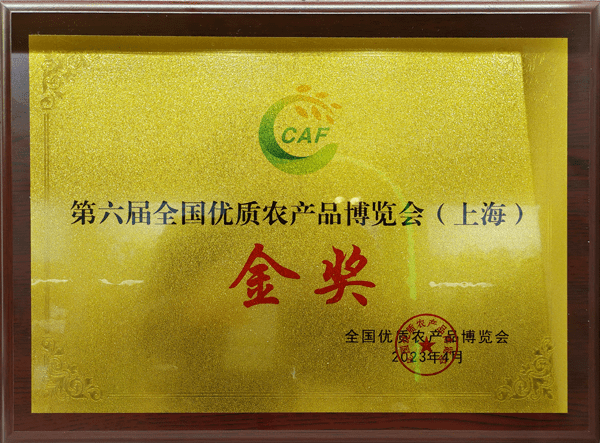 CAF
第六届全国优质农产品博览会（上海）
金奖
全国优质农产品博览会
2023年4月